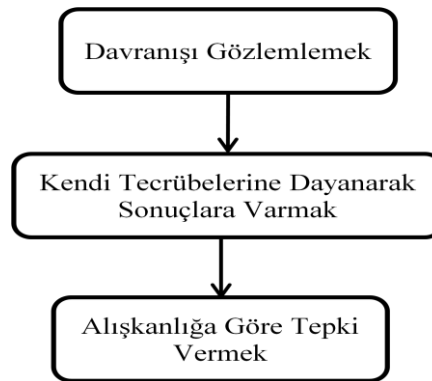 Davranışı Gözlemlemek
Kendi Tecrübelerine Dayanarak
Sonuçlara Varmak
Alışkanlığa Göre Tepki
Vermek